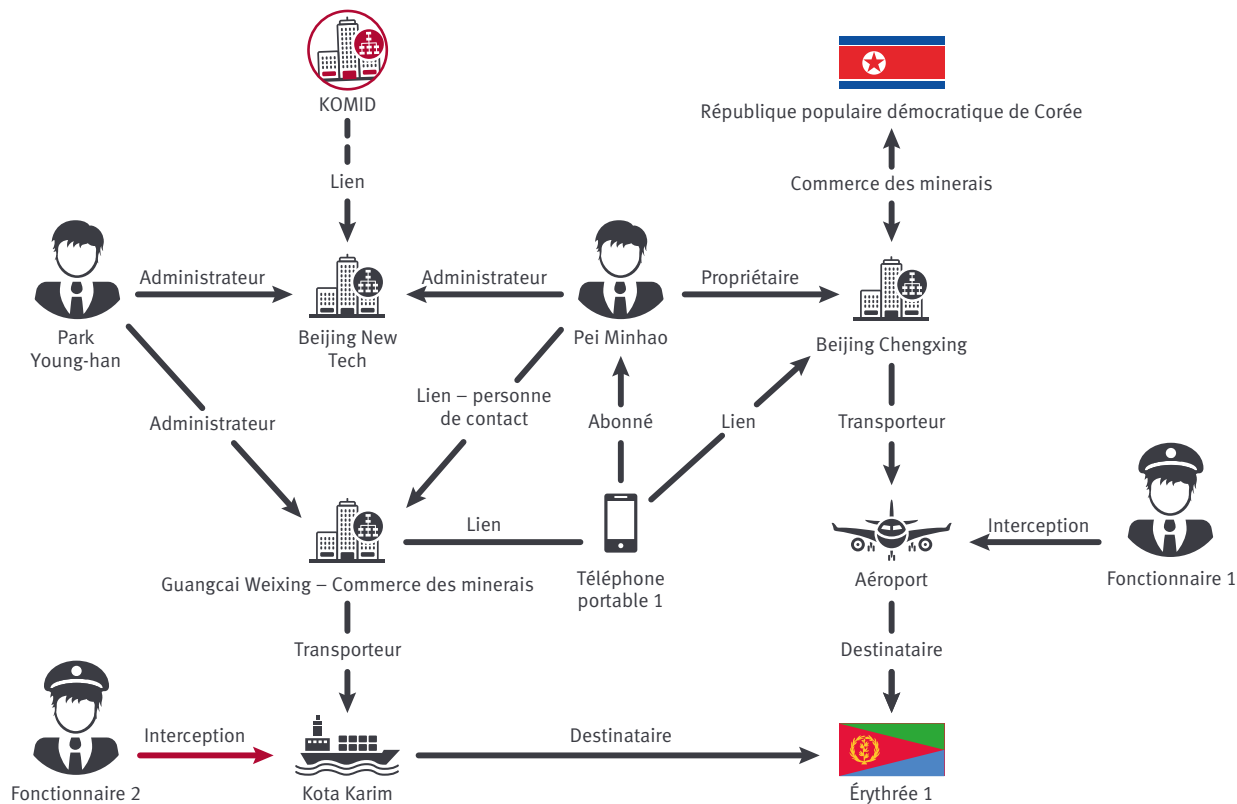 KOMID
République populaire démocratique de Corée
Lien
Commerce des minerais
Administrateur
Administrateur
Propriétaire
Park
Young-han
Beijing New
Tech
Pei Minhao
Beijing Chengxing
Lien – personne
de contact
Administrateur
Abonné
Lien
Transporteur
Lien
Interception
Guangcai Weixing – Commerce des minerais
Téléphone
portable 1
Aéroport
Fonctionnaire 1
Transporteur
Destinataire
Interception
Destinataire
Fonctionnaire 2
Kota Karim
Érythrée 1